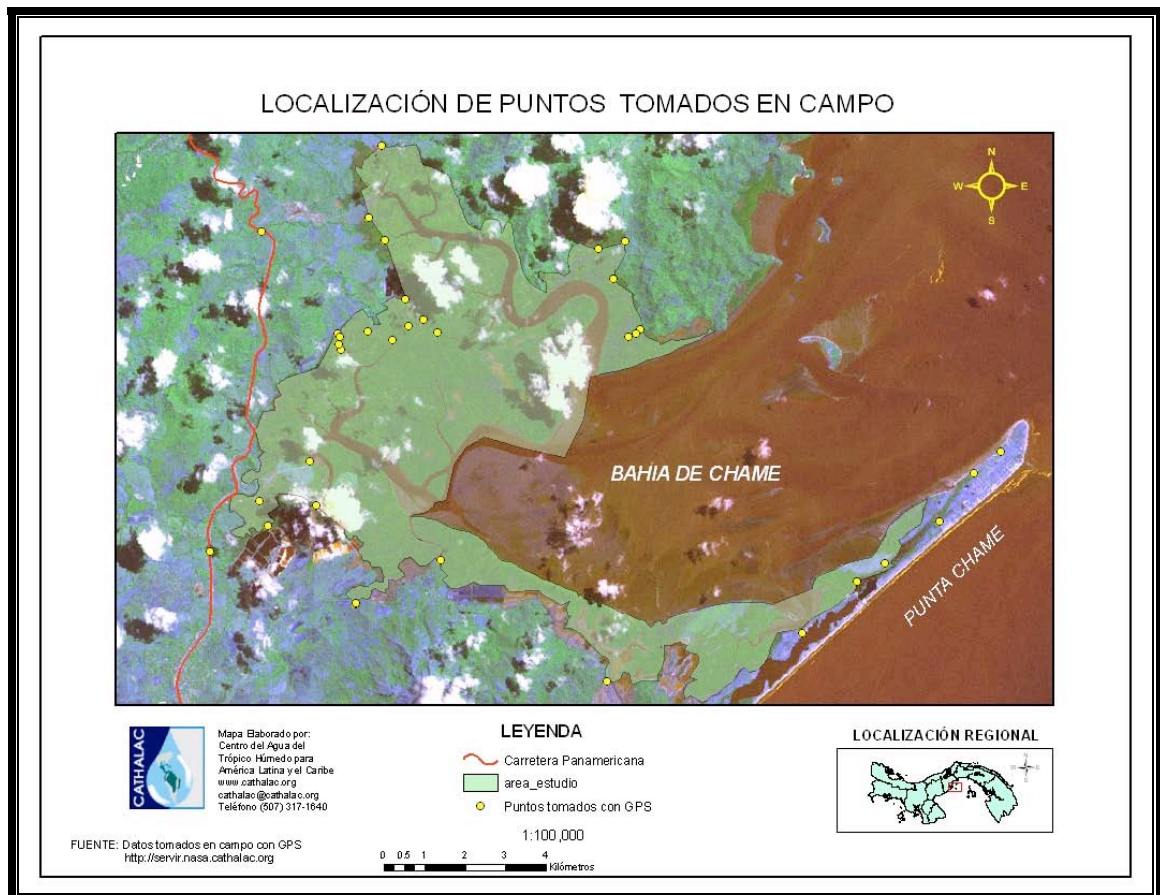 LOCALIZACIÓN DE PUNTOS TOMADOS EN CAMPO
N
W
E
S
BAHIA DE CHAME
PUNTA CHAME
CATHALAC
Mapa Elaborado por:
Centro del Agua del
Trópico Húmedo para
América Latina y el Caribe
www.cathalac.org
cathalac@cathalac.org
Teléfono (507) 317-1640
LEYENDA
Carretera Panamericana
area_estudio
Puntos tomados con GPS
1:100,000
0 0.5 1 2 3 4
Kilómetros
LOCALIZACIÓN REGIONAL
FUENTE: Datos tomados en campo con GPS
http://servir.nasa.cathalac.org